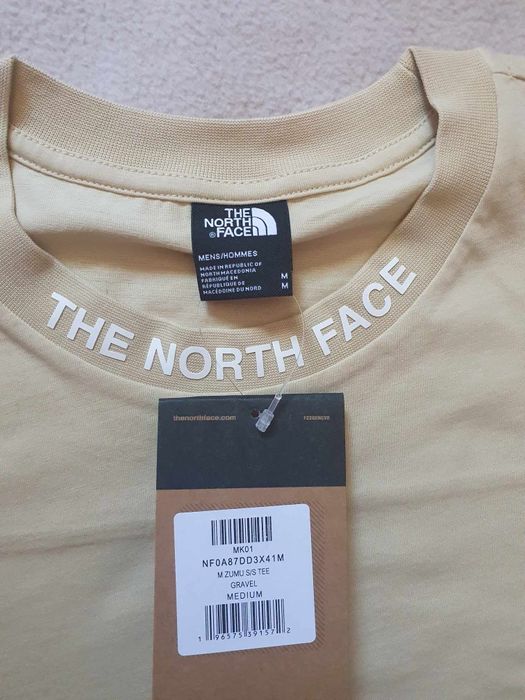 THE
NORTH
FACE
MENS/HOMMES
MADE IN REPUBLIC OF
NORTH MACEDONIA
FABRIQUÉ EN
RÉPUBLIQUE DE
MACÉDOINE DU NORD
M
M
THE NORTH FACE
thenorthface.com
MK01
NF0A87DD3X41M
M ZUMU S/S TEE
GRAVEL
MEDIUM
1 96575 39157 2